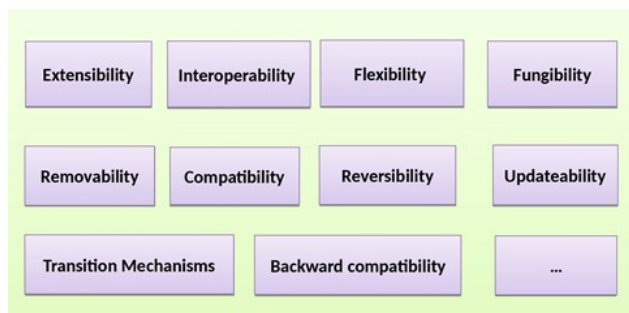 Extensibility
Interoperability
Flexibility
Fungibility
Removability
Compatibility
Reversibility
Updateability
Transition Mechanisms
Backward compatibility
...